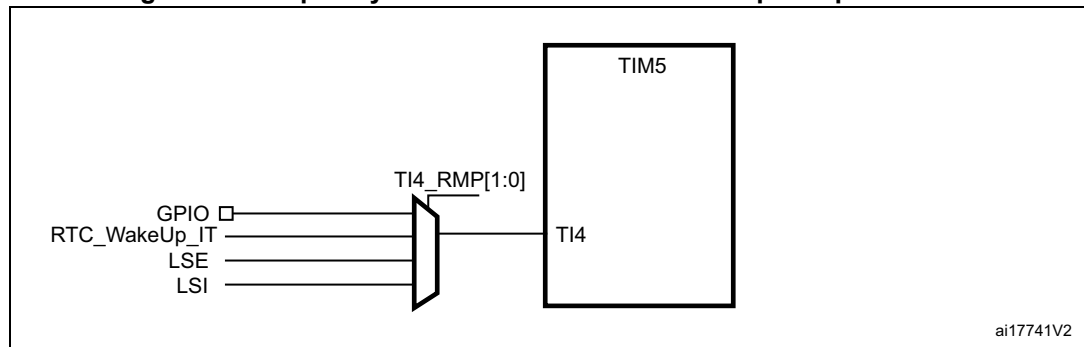 TIM5
TI4_RMP[1:0]
GPIO
RTC_WakeUp_IT
TI4
LSE
LSI
ai17741V2